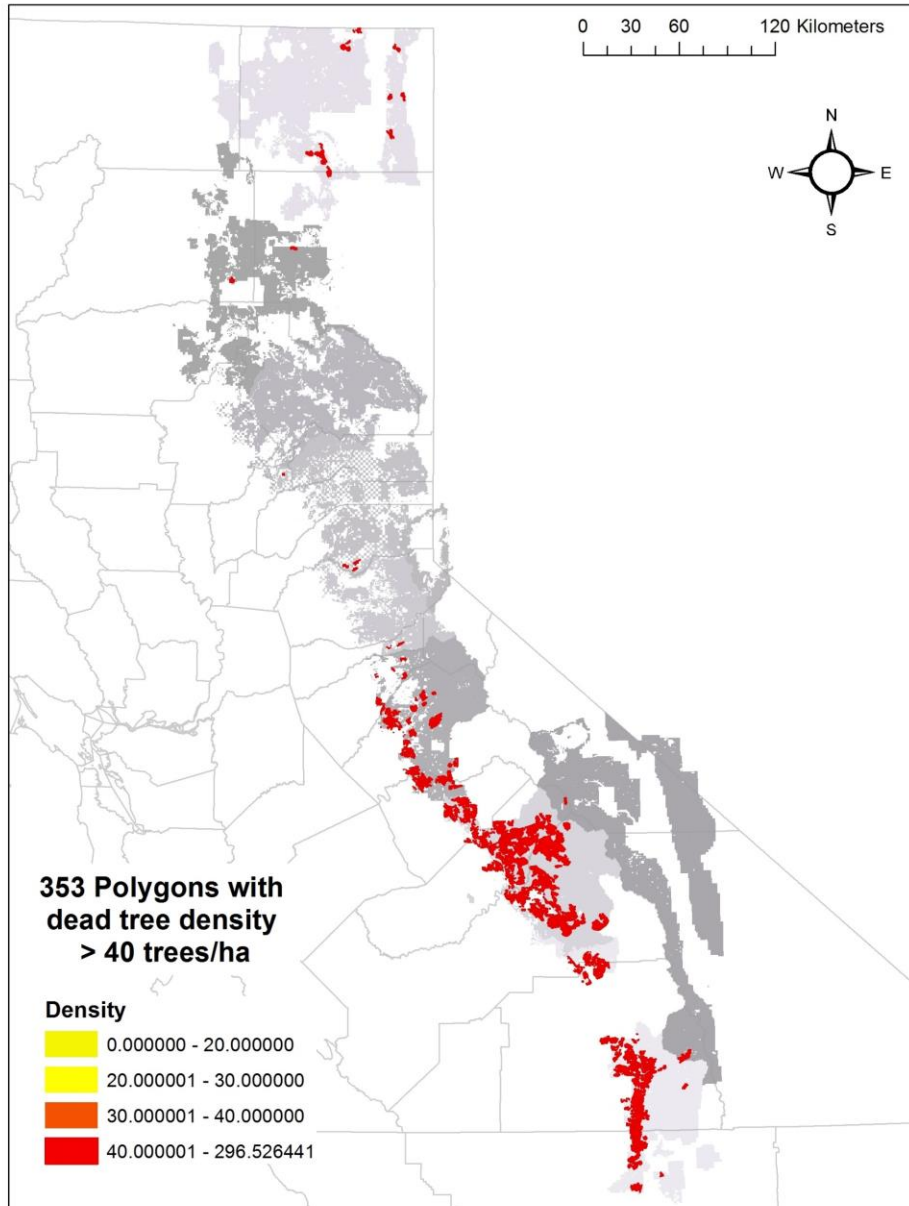 0 30 60 120 Kilometers
N
W E
S
353 Polygons with
dead tree density
> 40 trees/ha
Density
0.000000 - 20.000000
20.000001 - 30.000000
30.000001 - 40.000000
40.000001 - 296.526441